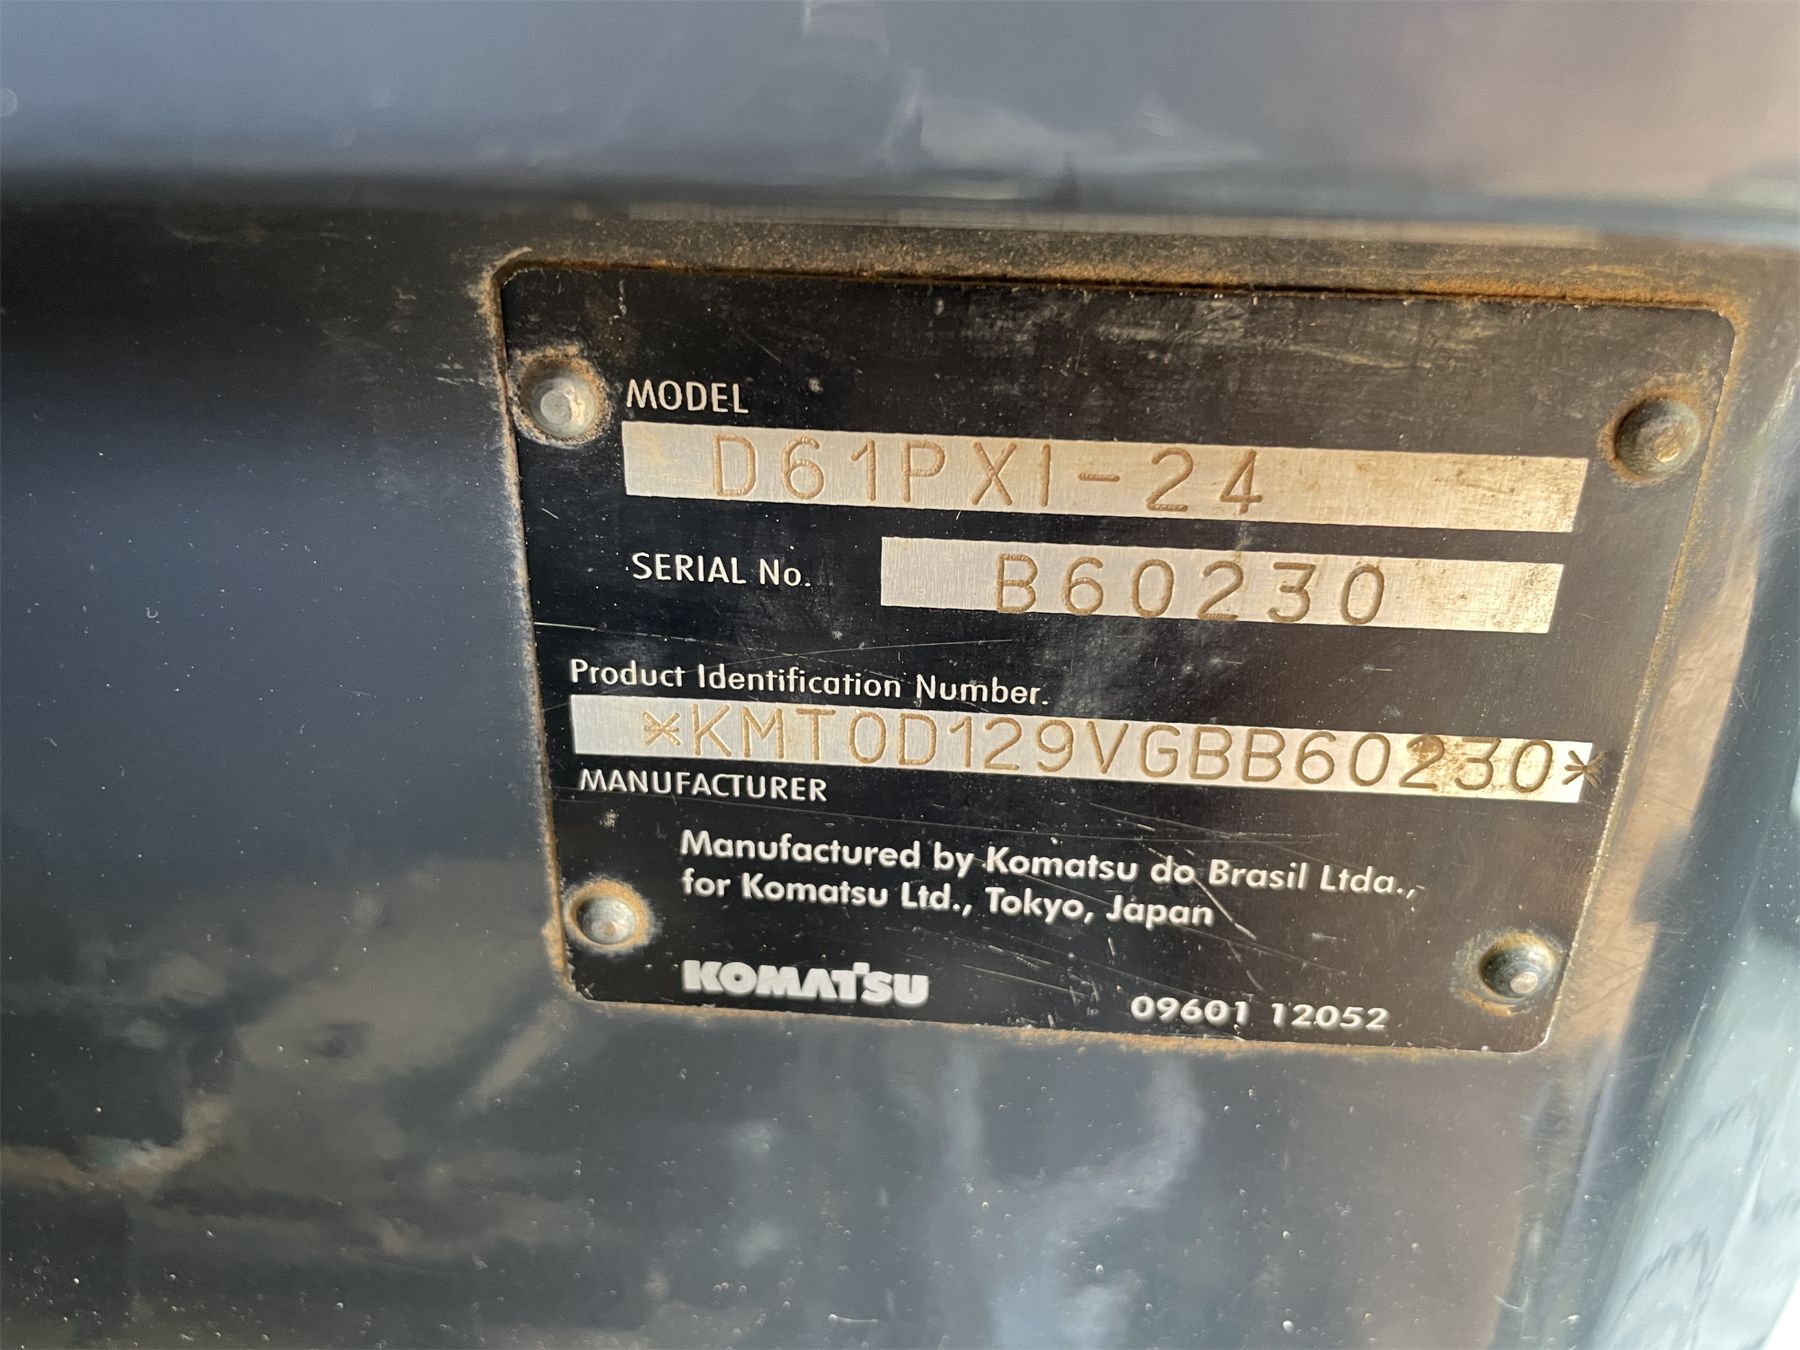 MODEL
D61PXI-24
SERIAL No. B60230
Product Identification Number.
*KMT0D129VGBB60230*
MANUFACTURER
Manufactured by Komatsu do Brasil Ltda.,
for Komatsu Ltd., Tokyo, Japan
KOMATSU 09601 12052